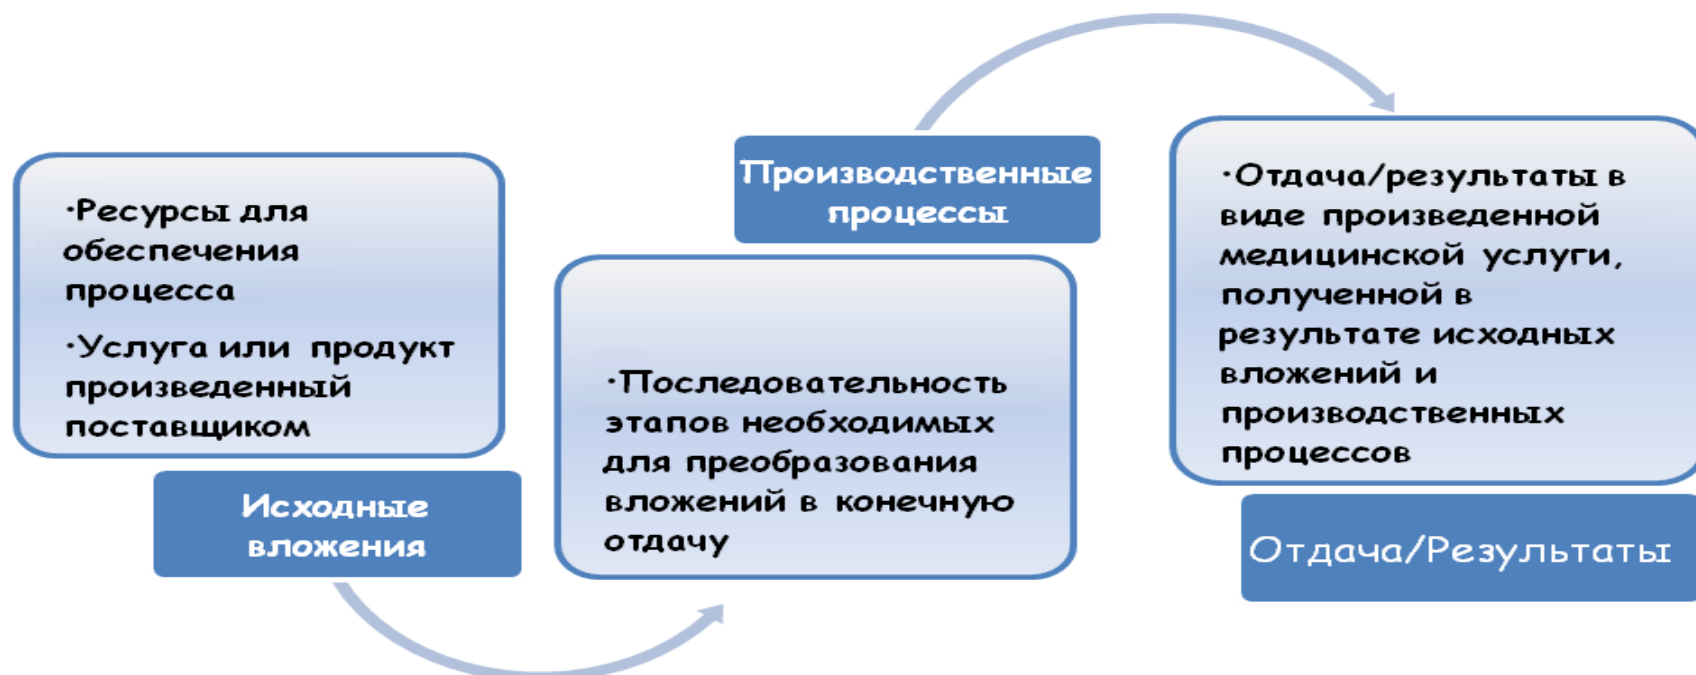 ·Ресурсы для
обеспечения
процесса
·Услуга или продукт
произведенный
поставщиком
Исходные
вложения
Производственные
процессы
·Последовательность
этапов необходимых
для преобразования
вложений в конечную
отдачу
·Отдача/результаты в
виде произведенной
медицинской услуги,
полученной в
результате исходных
вложений и
производственных
процессов
Отдача/Результаты